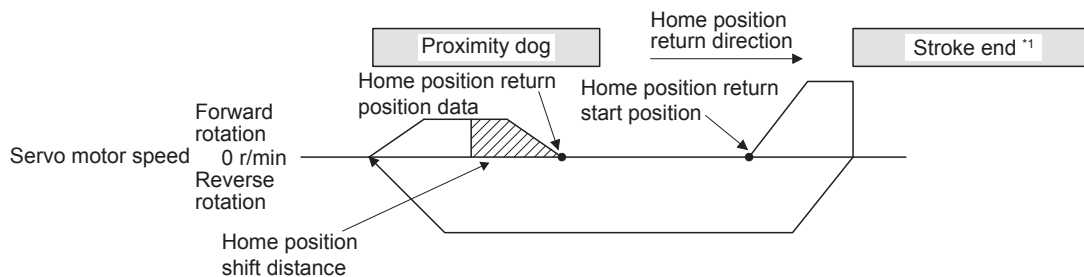 Proximity dog
Home position
return direction
Stroke end *1
Home position return
position data
Home position return
start position
Forward
rotation
Servo motor speed 0 r/min
Reverse
rotation
Home position
shift distance